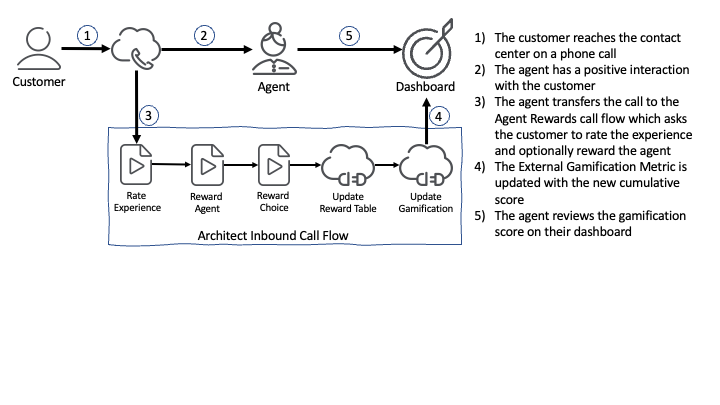 1
2
5
Customer
Agent
Dashboard
3
4
Rate
Experience
Reward
Agent
Reward
Choice
Update
Reward Table
Update
Gamification
Architect Inbound Call Flow
1) The customer reaches the contact
center on a phone call
2) The agent has a positive interaction
with the customer
3) The agent transfers the call to the
Agent Rewards call flow which asks
the customer to rate the experience
and optionally reward the agent
4) The External Gamification Metric is
updated with the new cumulative
score
5) The agent reviews the gamification
score on their dashboard